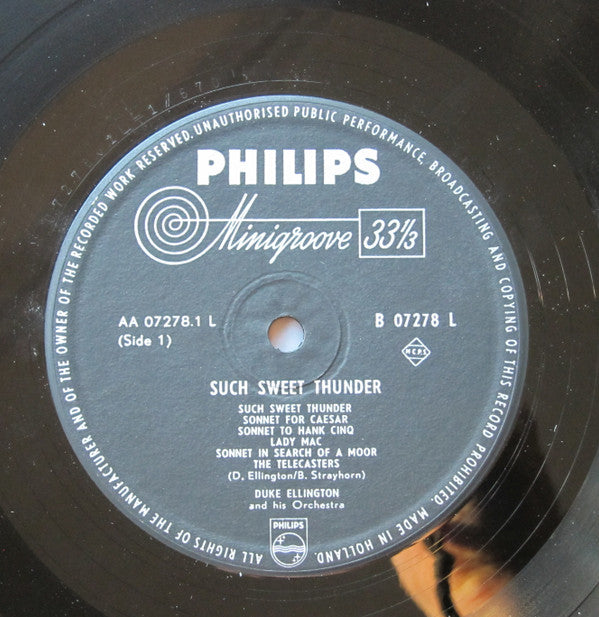 ALL RIGHTS OF THE MANUFACTURER AND OF THE OWNER OF THE RECORDED WORK RESERVED. UNAUTHORISED PUBLIC PERFORMANCE, BROADCASTING AND COPYING OF THIS RECORD PROHIBITED. MADE IN HOLLAND.
PHILIPS
Minigroove 33⅓
AA 07278.1 L
B 07278 L
(Side 1)
M.C.P.S.
SUCH SWEET THUNDER
SUCH SWEET THUNDER
SONNET FOR CAESAR
SONNET TO HANK CINQ
LADY MAC
SONNET IN SEARCH OF A MOOR
THE TELECASTERS
(D. Ellington/B. Strayhorn)
DUKE ELLINGTON
and his Orchestra
PHILIPS